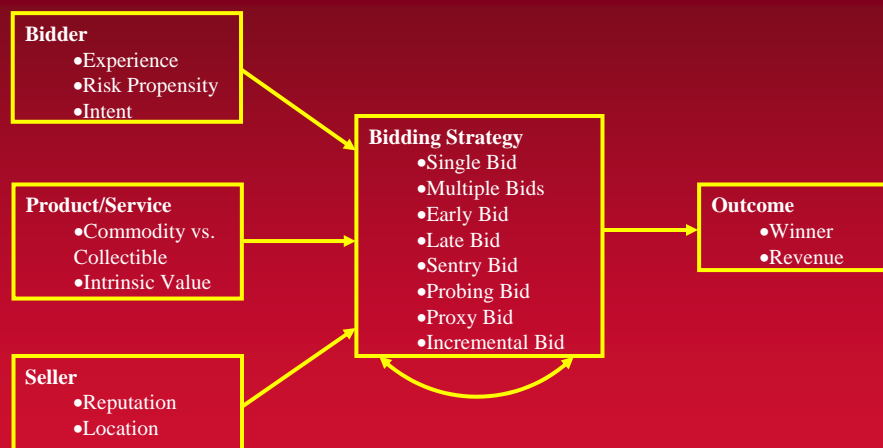 Bidder
•Experience
•Risk Propensity
•Intent
Product/Service
•Commodity vs.
Collectible
•Intrinsic Value
Seller
•Reputation
•Location
Bidding Strategy
•Single Bid
•Multiple Bids
•Early Bid
•Late Bid
•Sentry Bid
•Probing Bid
•Proxy Bid
•Incremental Bid
Outcome
•Winner
•Revenue